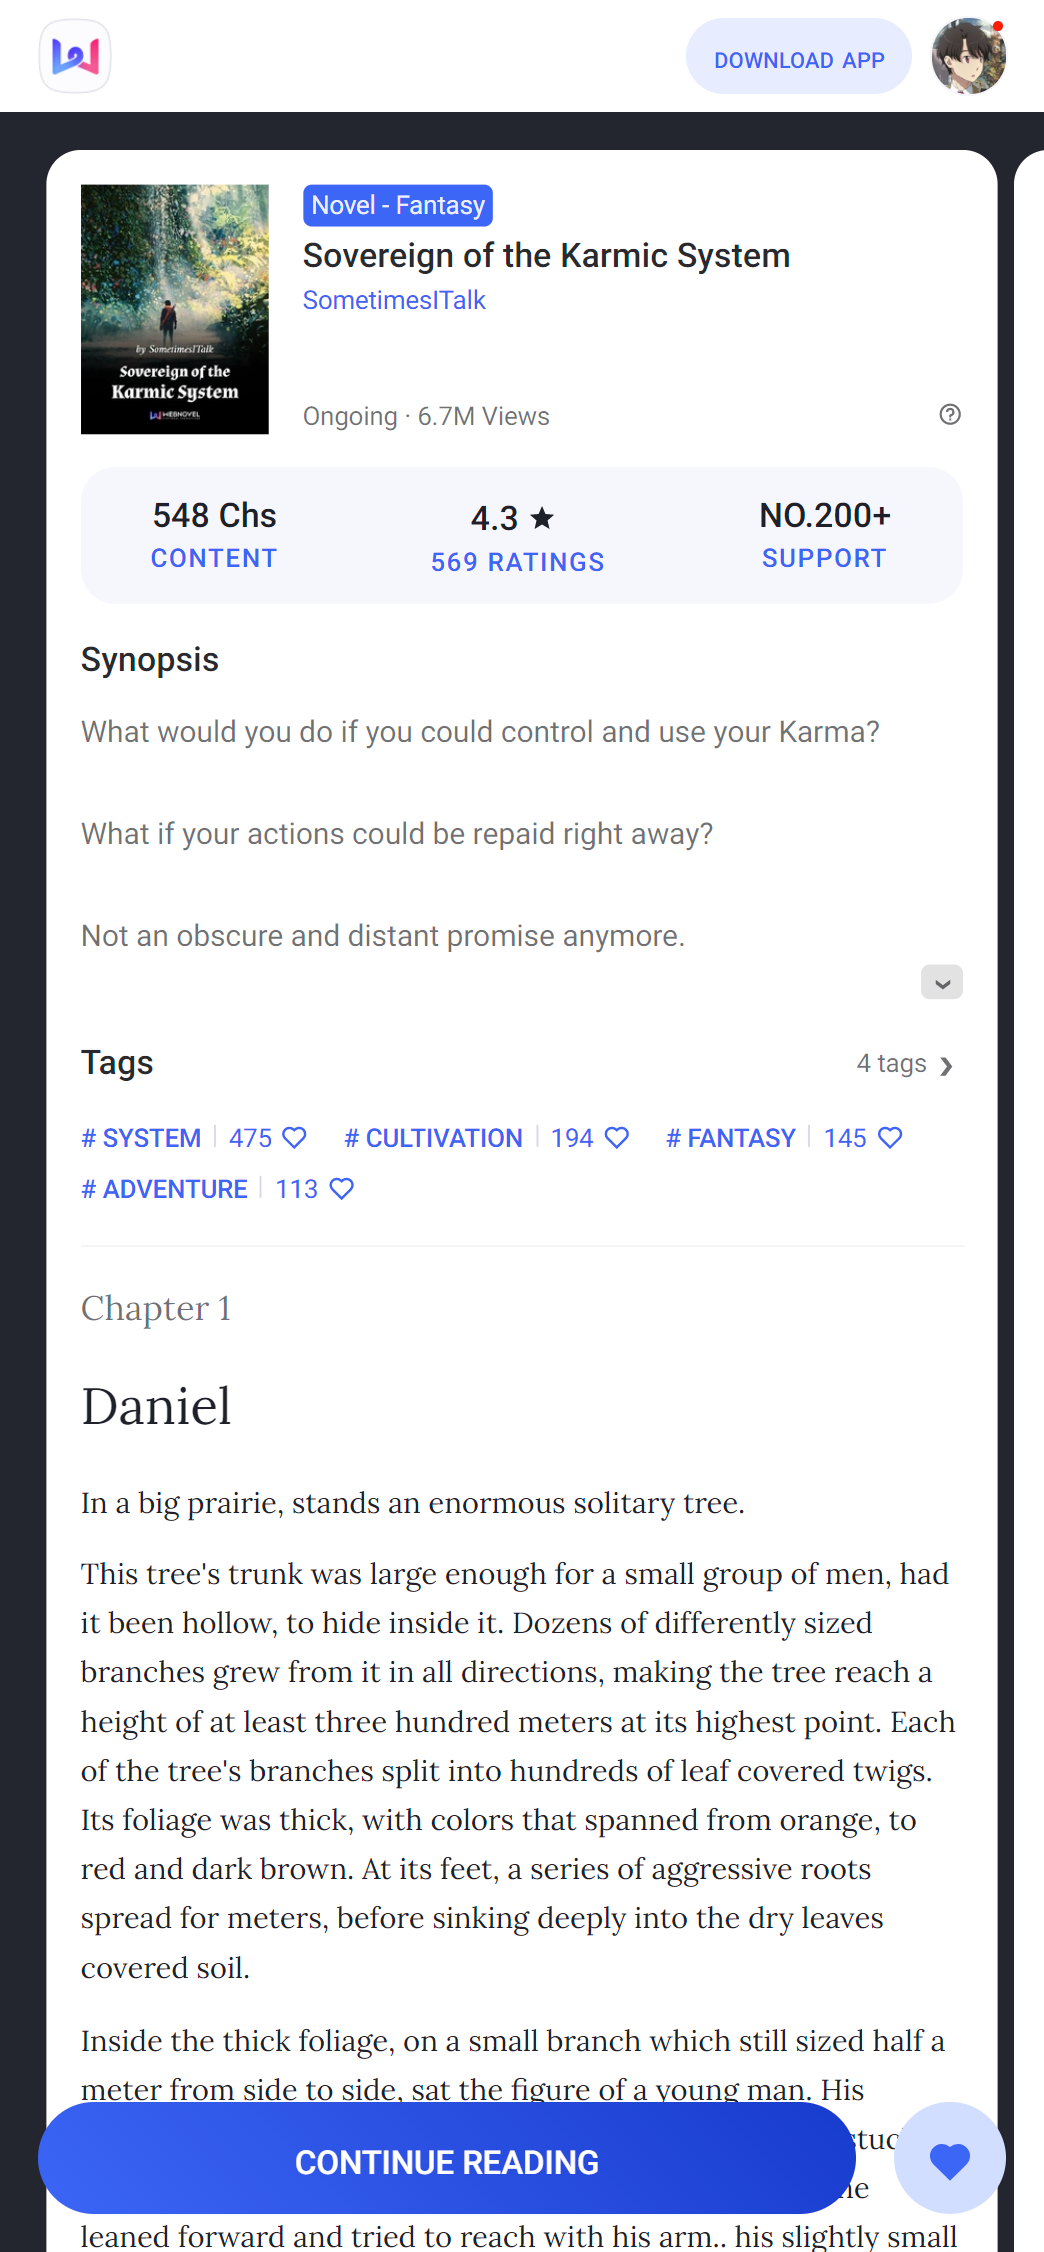 DOWNLOAD APP
by SometimesITalk
Sovereign of the
Karmic System
WEBNOVEL
Novel - Fantasy
Sovereign of the Karmic System
SometimesITalk
Ongoing · 6.7M Views
548 Chs
CONTENT
4.3 ★
569 RATINGS
NO.200+
SUPPORT
Synopsis
What would you do if you could control and use your Karma?
What if your actions could be repaid right away?
Not an obscure and distant promise anymore.
Tags
4 tags
# SYSTEM 475
# CULTIVATION 194
# FANTASY 145
# ADVENTURE 113
Chapter 1
Daniel
In a big prairie, stands an enormous solitary tree.
This tree's trunk was large enough for a small group of men, had
it been hollow, to hide inside it. Dozens of differently sized
branches grew from it in all directions, making the tree reach a
height of at least three hundred meters at its highest point. Each
of the tree's branches split into hundreds of leaf covered twigs.
Its foliage was thick, with colors that spanned from orange, to
red and dark brown. At its feet, a series of aggressive roots
spread for meters, before sinking deeply into the dry leaves
covered soil.
Inside the thick foliage, on a small branch which still sized half a
meter from side to side, sat the figure of a young man. His
CONTINUE READING
leaned forward and tried to reach with his arm.. his slightly small